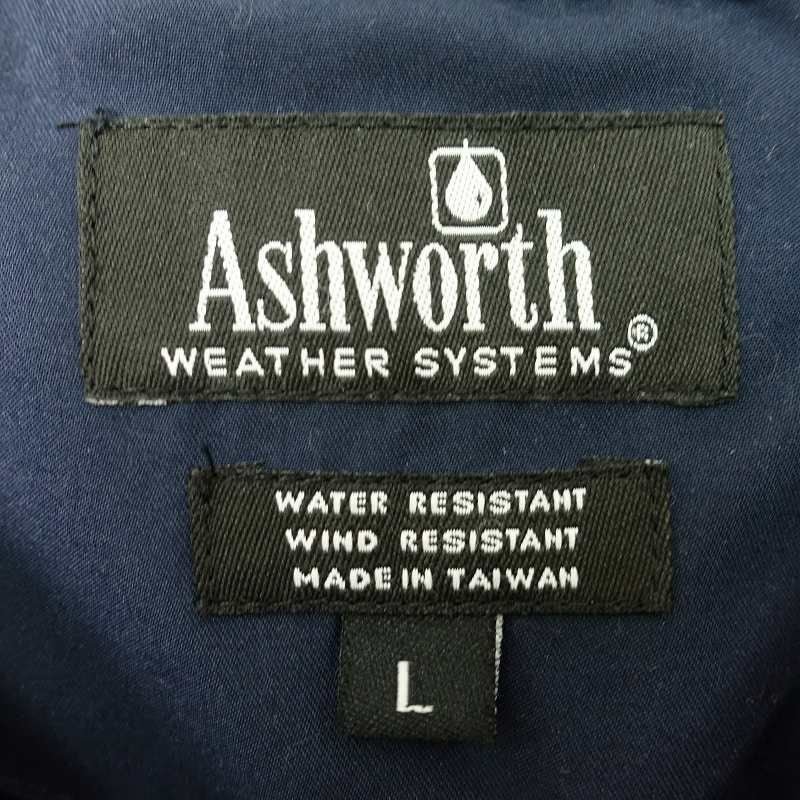 Ashworth
WEATHER SYSTEMS®
WATER RESISTANT
WIND RESISTANT
MADE IN TAIWAN
L